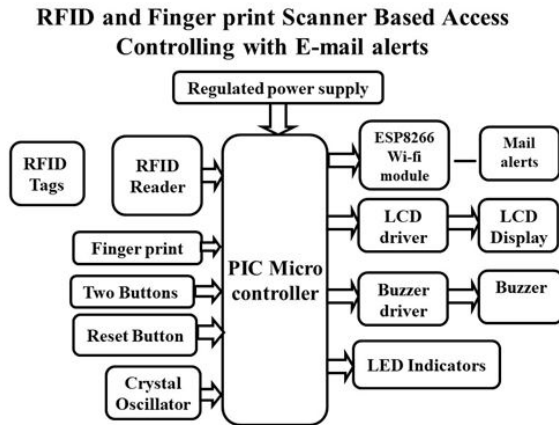 RFID and Finger print Scanner Based Access
Controlling with E-mail alerts
Regulated power supply
RFID
Tags
RFID
Reader
Finger print
Two Buttons
Reset Button
Crystal
Oscillator
PIC Micro
controller
ESP8266
Wi-fi
module
Mail
alerts
LCD
driver
LCD
Display
Buzzer
driver
Buzzer
LED Indicators